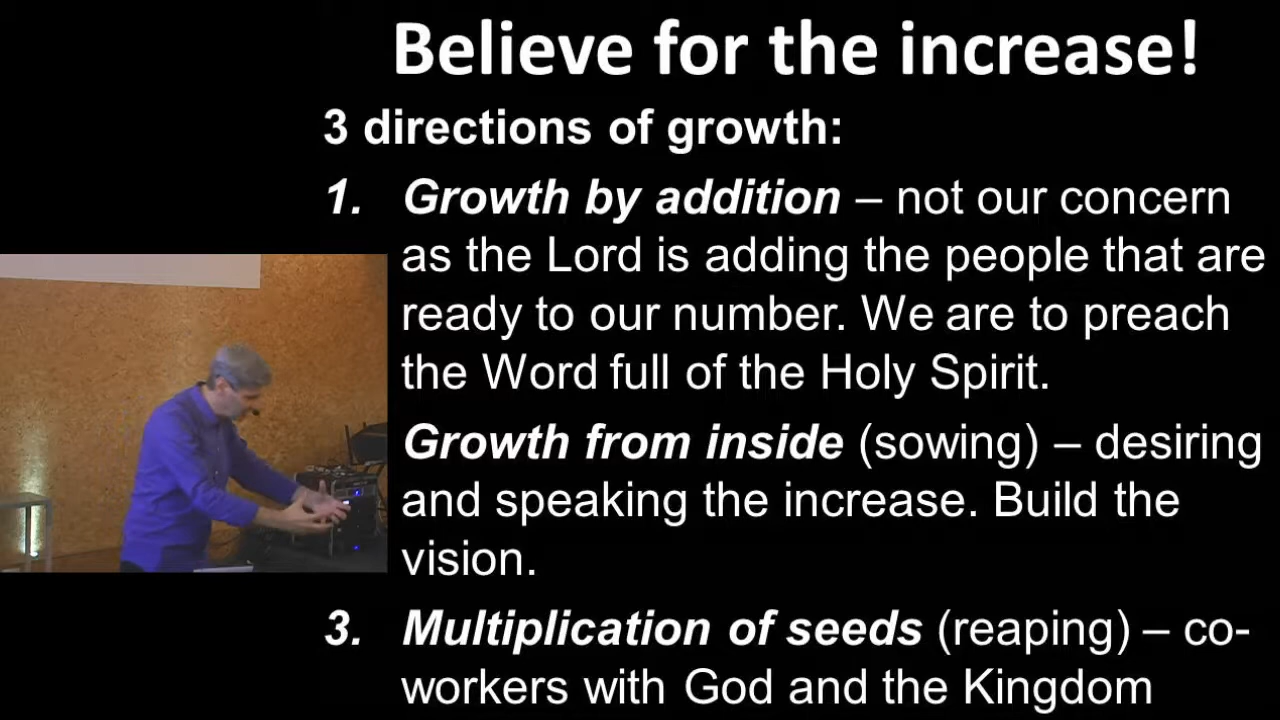 Believe for the increase!
3 directions of growth:
1. Growth by addition – not our concern
as the Lord is adding the people that are
ready to our number. We are to preach
the Word full of the Holy Spirit.
Growth from inside (sowing) – desiring
and speaking the increase. Build the
vision.
3. Multiplication of seeds (reaping) – co-
workers with God and the Kingdom